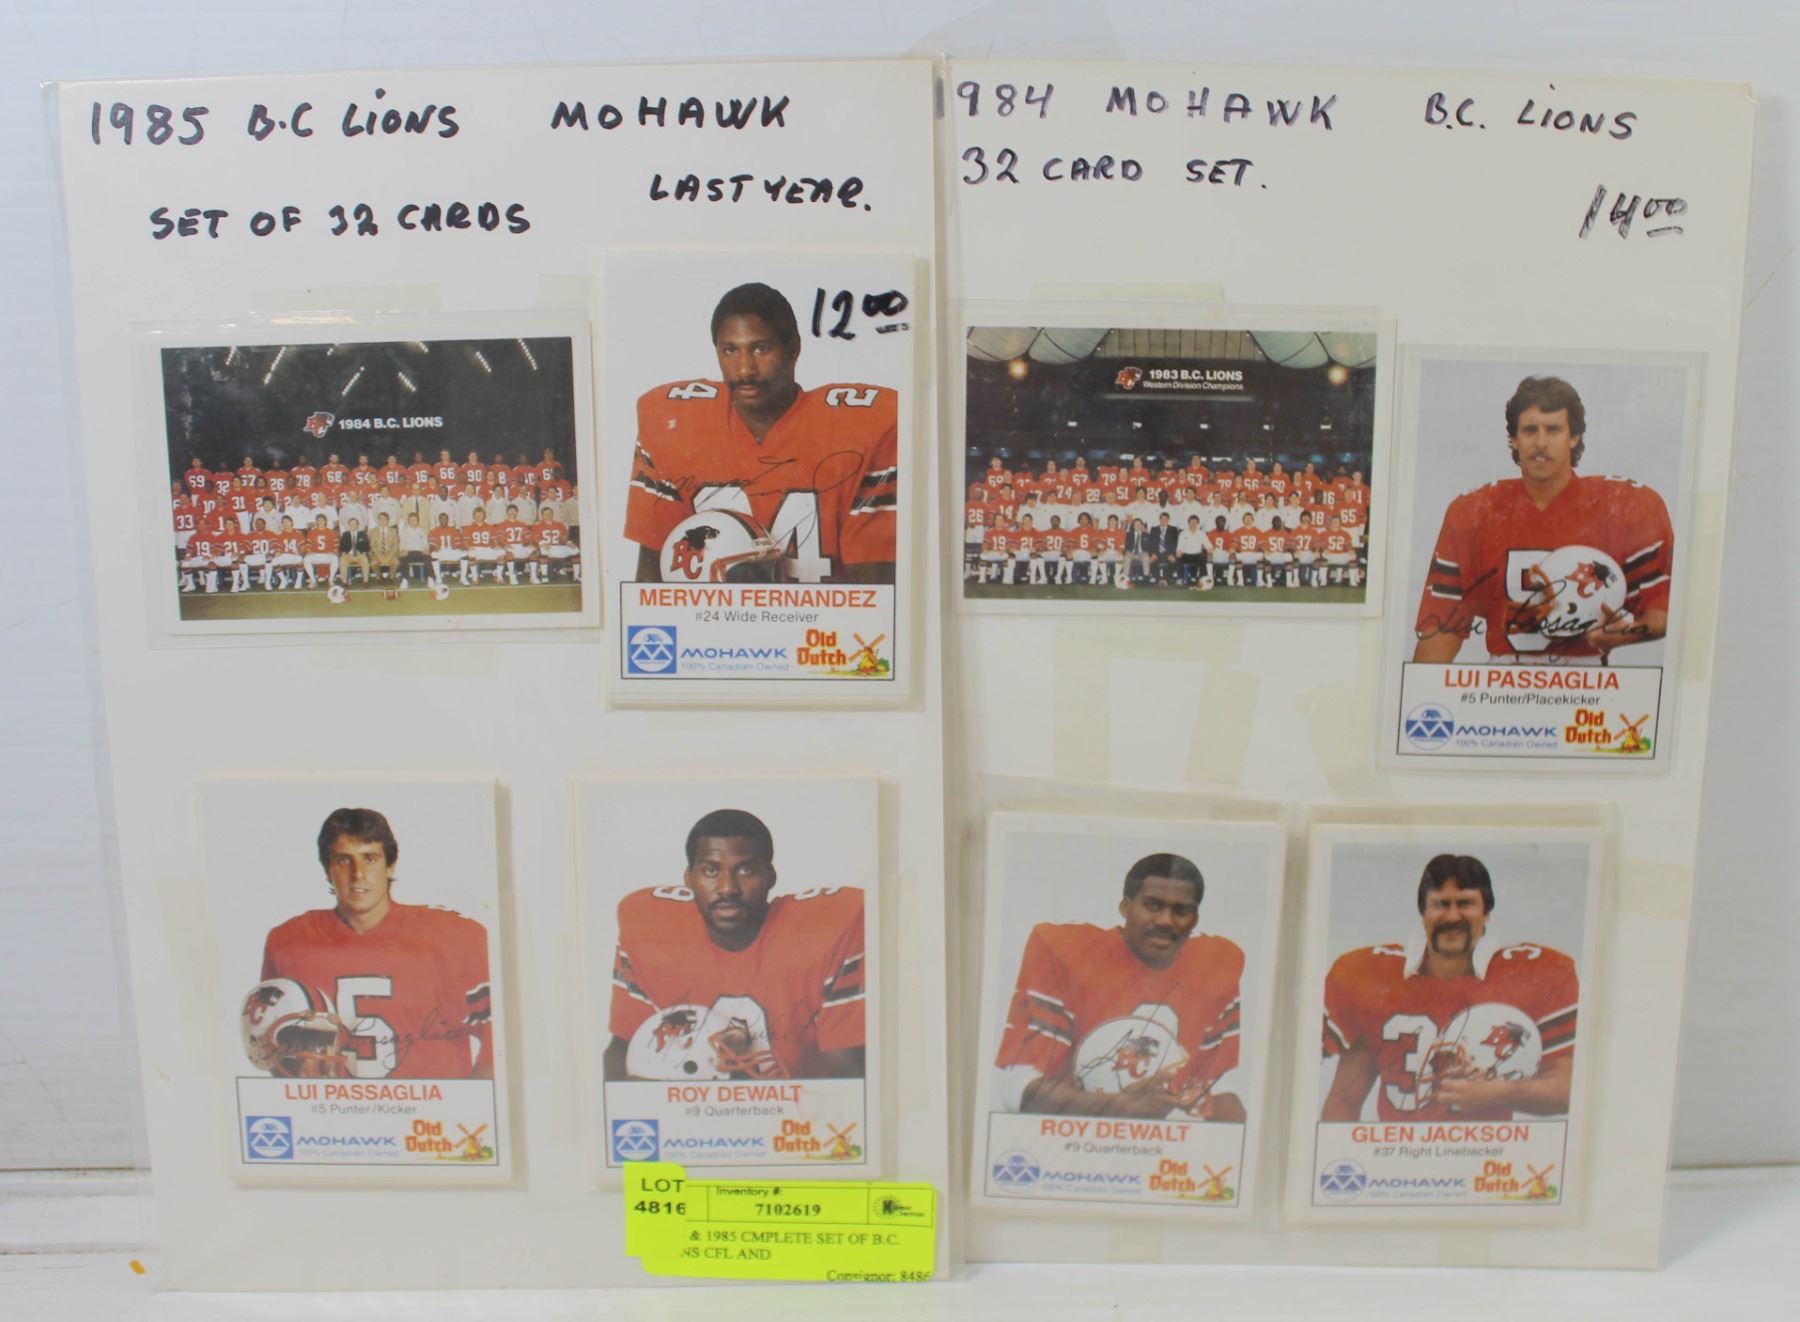 1985 B.C LIONS MOHAWK
LAST YEAR.
SET OF 32 CARDS
1984 B.C. LIONS
12 00
MERVYN FERNANDEZ
#24 Wide Receiver
MOHAWK
100% Canadian Owned
Old Dutch
LUI PASSAGLIA
#5 Punter/Kicker
MOHAWK
100% Canadian Owned
Old Dutch
ROY DEWALT
#9 Quarterback
MOHAWK
100% Canadian Owned
Old Dutch
LOT
4816
Inventory #:
7102619
& 1985 CMPLETE SET OF B.C.
NS CFL AND
Consignor: 8486
1984 MOHAWK B.C. LIONS
32 CARD SET.
14 00
1983 B.C. LIONS
Western Division Champions
LUI PASSAGLIA
#5 Punter/Placekicker
MOHAWK
100% Canadian Owned
Old Dutch
ROY DEWALT
#9 Quarterback
MOHAWK
100% Canadian Owned
Old Dutch
GLEN JACKSON
#37 Right Linebacker
MOHAWK
100% Canadian Owned
Old Dutch